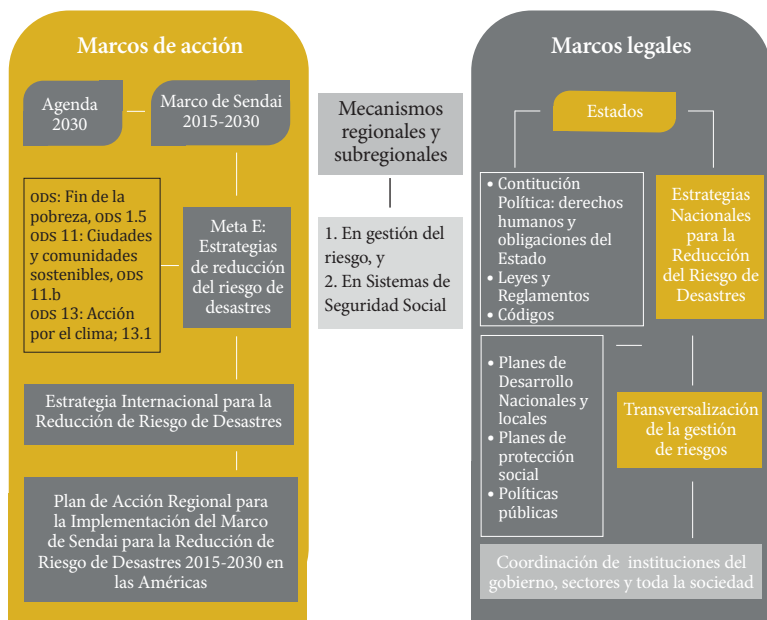 Marcos de acción
Agenda
2030
Marco de Sendai
2015-2030
ODS: Fin de la
pobreza, ODS 1.5
ODS 11: Ciudades
y comunidades
sostenibles, ODS
11.b
ODS 13: Acción
por el clima; 13.1
Meta E:
Estrategias
de reducción
del riesgo de
desastres
Estrategia Internacional para la
Reducción de Riesgo de Desastres
Plan de Acción Regional para
la Implementación del Marco
de Sendai para la Reducción de
Riesgo de Desastres 2015-2030 en
las Américas
Mecanismos
regionales y
subregionales
1. En gestión del
riesgo, y
2. En Sistemas de
Seguridad Social
Marcos legales
Estados
• Contitución
Política: derechos
humanos y
obligaciones del
Estado
• Leyes y
Reglamentos
• Códigos
Estrategias
Nacionales
para la
Reducción
del Riesgo de
Desastres
• Planes de
Desarrollo
Nacionales y
locales
• Planes de
protección
social
• Políticas
públicas
Transversalización
de la gestión
de riesgos
Coordinación de instituciones del
gobierno, sectores y toda la sociedad